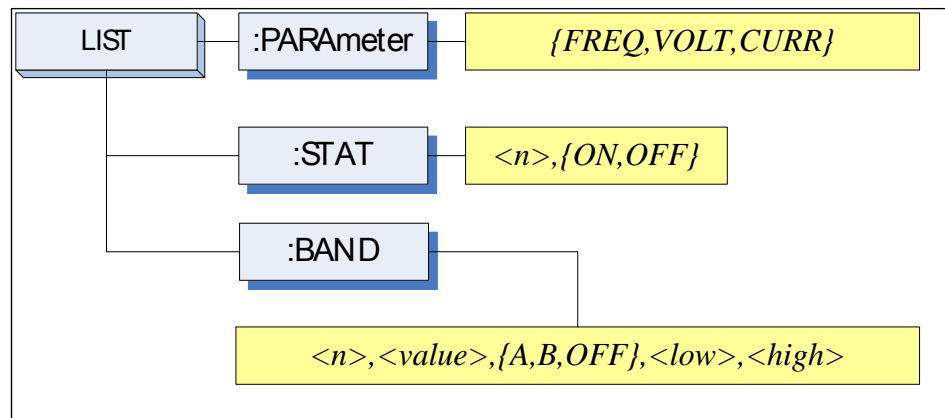 LIST :PARAmeter {FREQ,VOLT,CURR}
:STAT <n>,{ON,OFF}
:BAND
<n>,<value>,{A,B,OFF},<low>,<high>